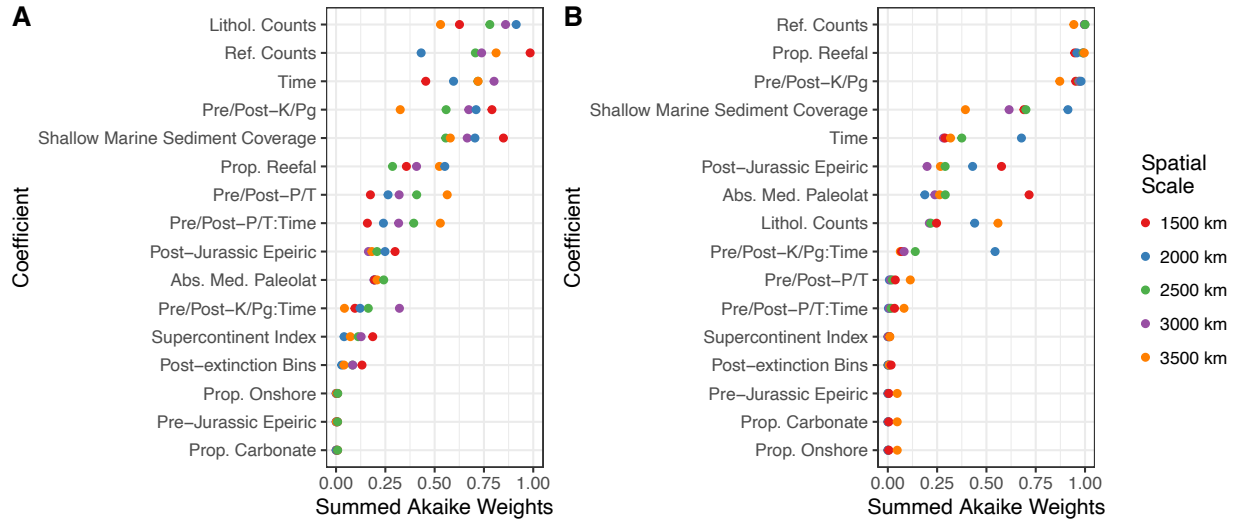 A
Coefficient
Lithol. Counts
Ref. Counts
Time
Pre/Post−K/Pg
Shallow Marine Sediment Coverage
Prop. Reefal
Pre/Post−P/T
Pre/Post−P/T:Time
Post−Jurassic Epeiric
Abs. Med. Paleolat
Pre/Post−K/Pg:Time
Supercontinent Index
Post−extinction Bins
Prop. Onshore
Pre−Jurassic Epeiric
Prop. Carbonate
0.00 0.25 0.50 0.75 1.00
Summed Akaike Weights
B
Coefficient
Ref. Counts
Prop. Reefal
Pre/Post−K/Pg
Shallow Marine Sediment Coverage
Time
Post−Jurassic Epeiric
Abs. Med. Paleolat
Lithol. Counts
Pre/Post−K/Pg:Time
Pre/Post−P/T
Pre/Post−P/T:Time
Supercontinent Index
Post−extinction Bins
Pre−Jurassic Epeiric
Prop. Carbonate
Prop. Onshore
0.00 0.25 0.50 0.75 1.00
Summed Akaike Weights
Spatial
Scale
1500 km
2000 km
2500 km
3000 km
3500 km